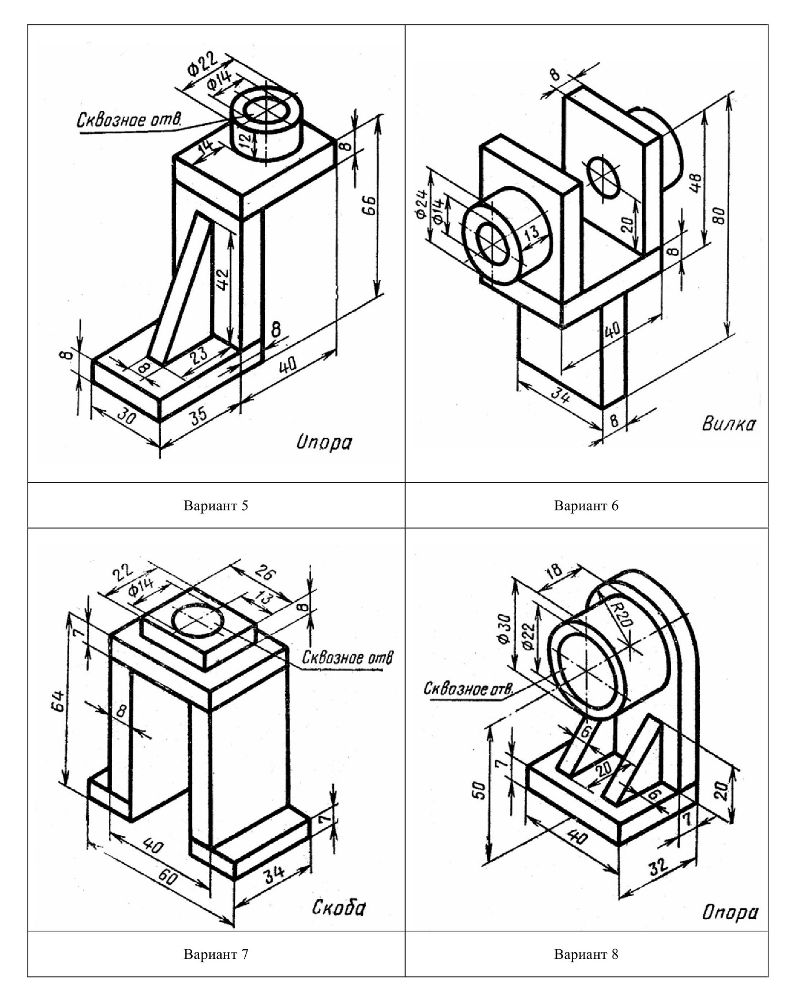 Ф22
Ф14
Сквозное отв.
12
14
8
66
42
8
8
23
8
40
30
35
Опора
8
Ф24
Ф14
13
20
48
80
8
40
34
8
Вилка
Вариант 5
Вариант 6
22
Ф14
26
13
8
7
Сквозное отв
64
8
7
40
60
34
Скоба
18
Ф30
Ф22
R20
Сквозное отв.
6
7
20
50
6
20
7
40
32
Опора
Вариант 7
Вариант 8